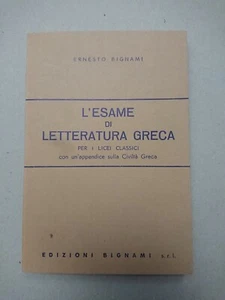 ERNESTO BIGNAMI
L'ESAME
DI
LETTERATURA GRECA
PER I LICEI CLASSICI
con un'appendice sulla Civiltà Greca
EDIZIONI BIGNAMI s.r.l.